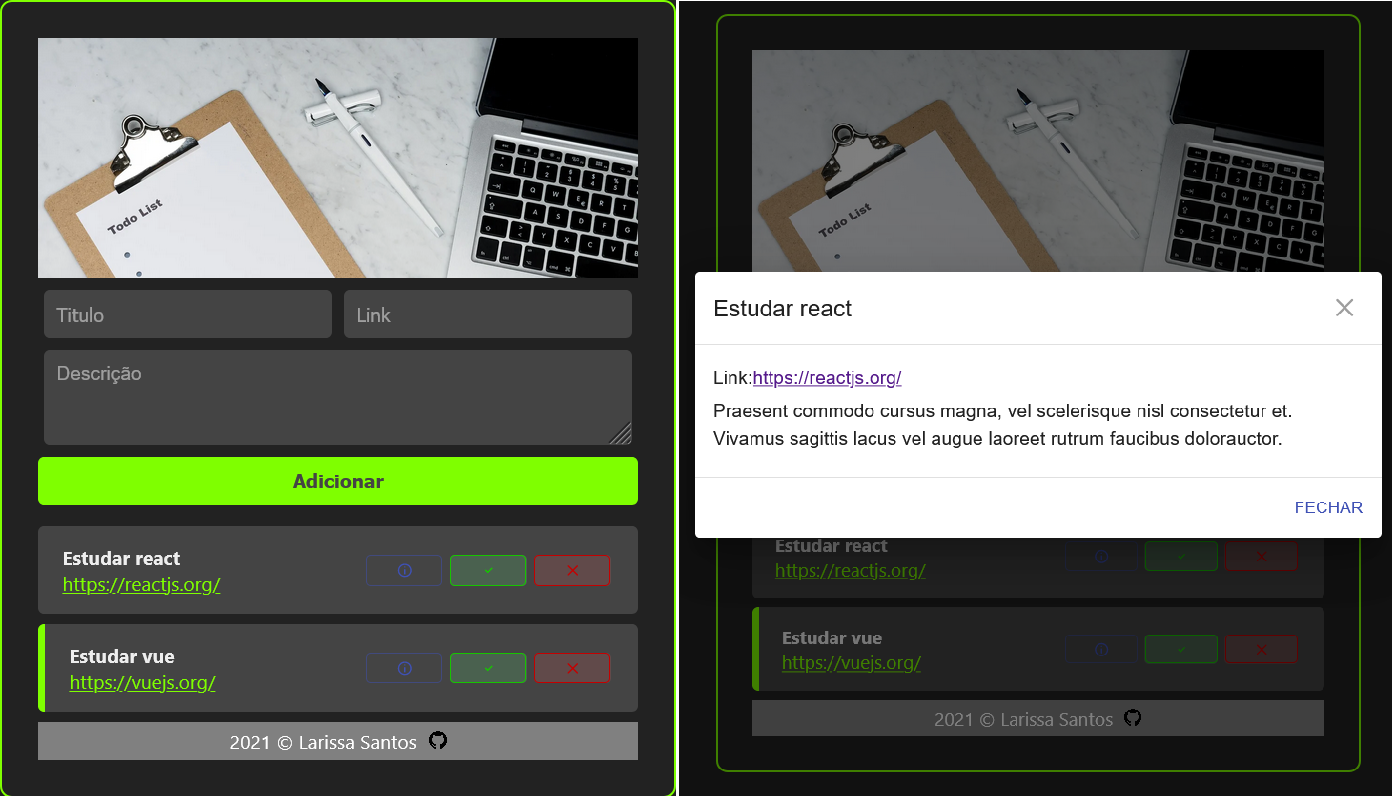 Todo List
Titulo
Link
Descrição
Adicionar
Estudar react
https://reactjs.org/
Estudar vue
https://vuejs.org/
2021 © Larissa Santos
Todo List
Estudar react
Link:https://reactjs.org/
Praesent commodo cursus magna, vel scelerisque nisl consectetur et.
Vivamus sagittis lacus vel augue laoreet rutrum faucibus dolorauctor.
FECHAR
Estudar react
https://reactjs.org/
Estudar vue
https://vuejs.org/
2021 © Larissa Santos